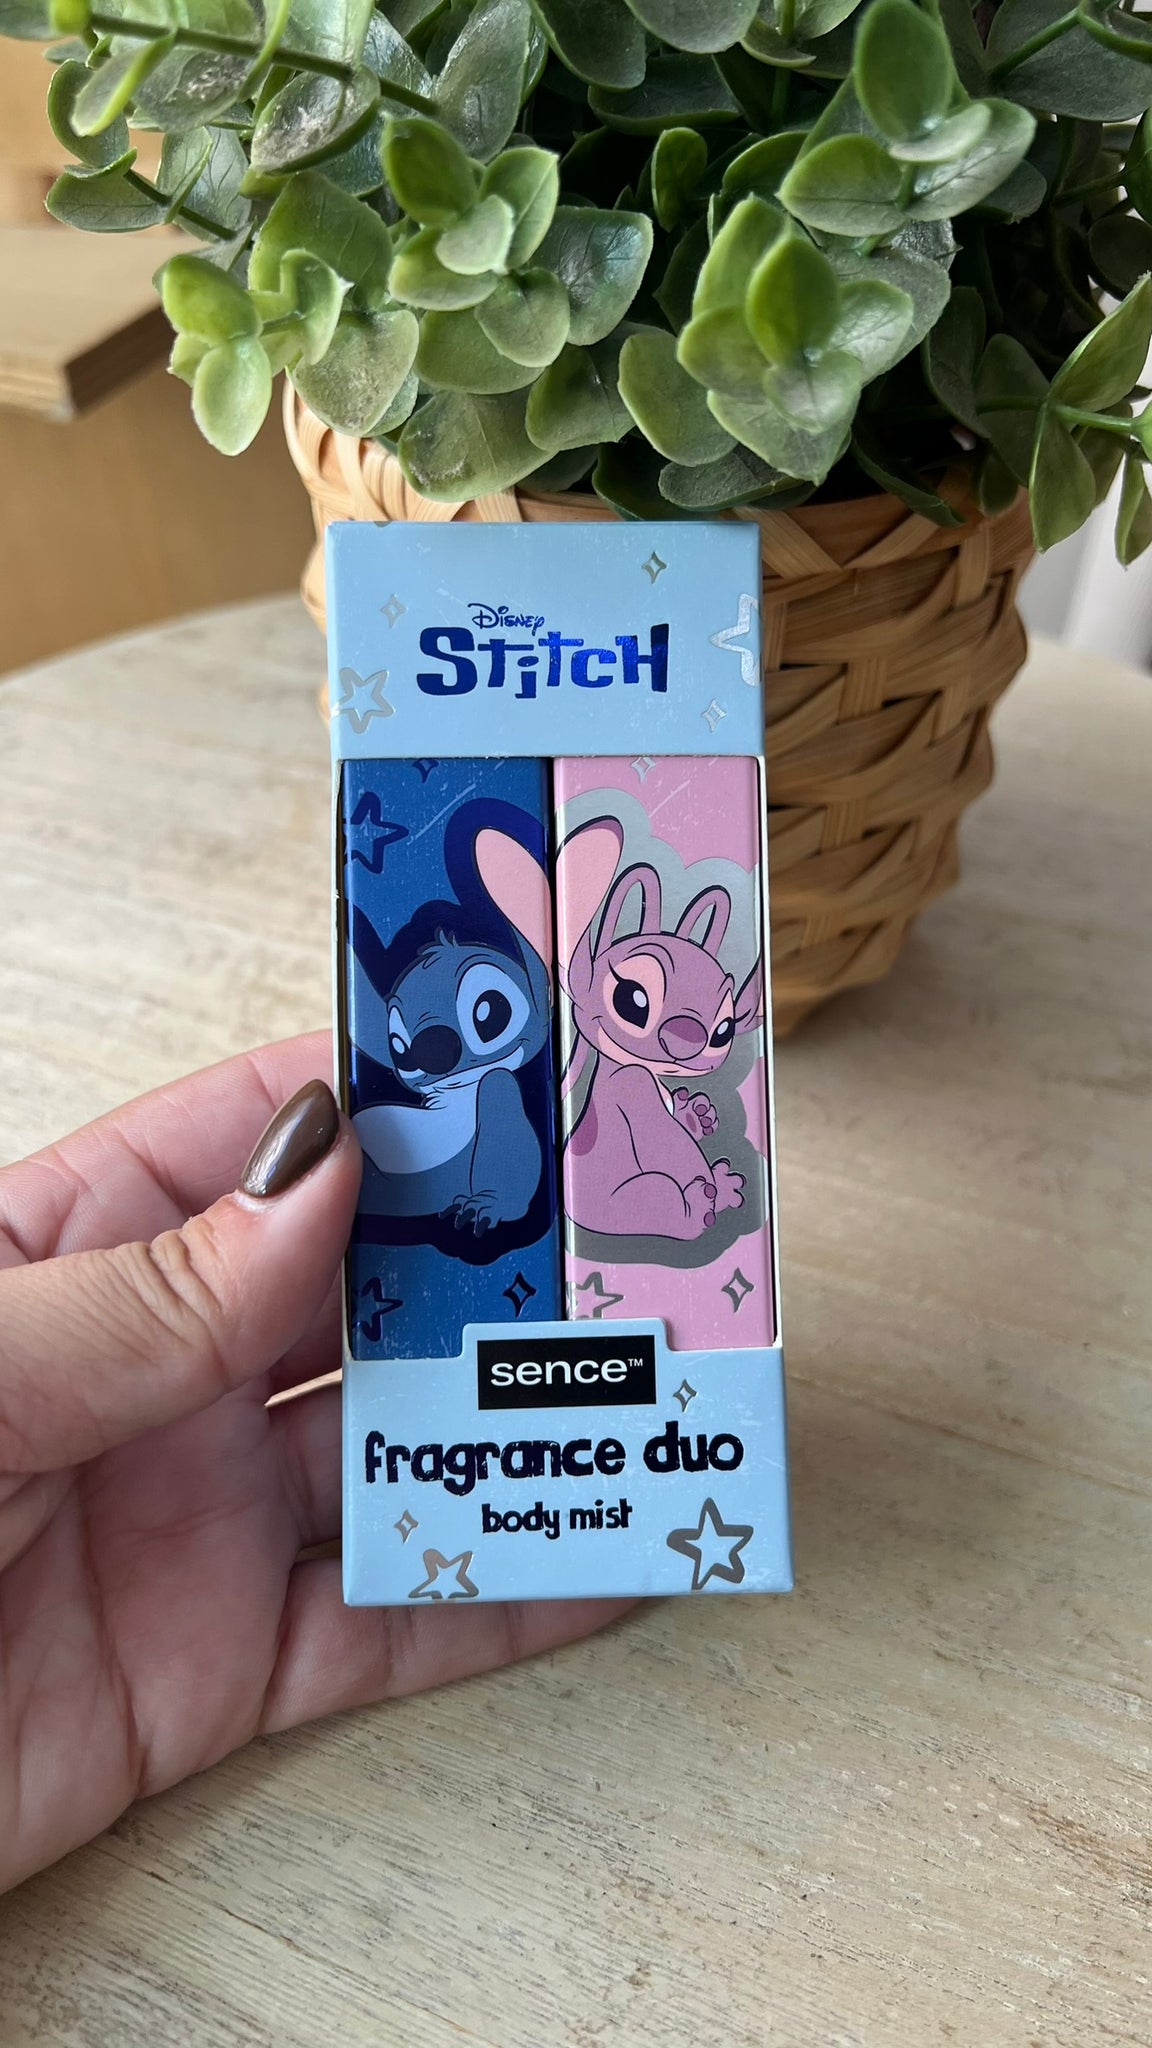 Disney
Stitch
sence™
fragrance duo
body mist